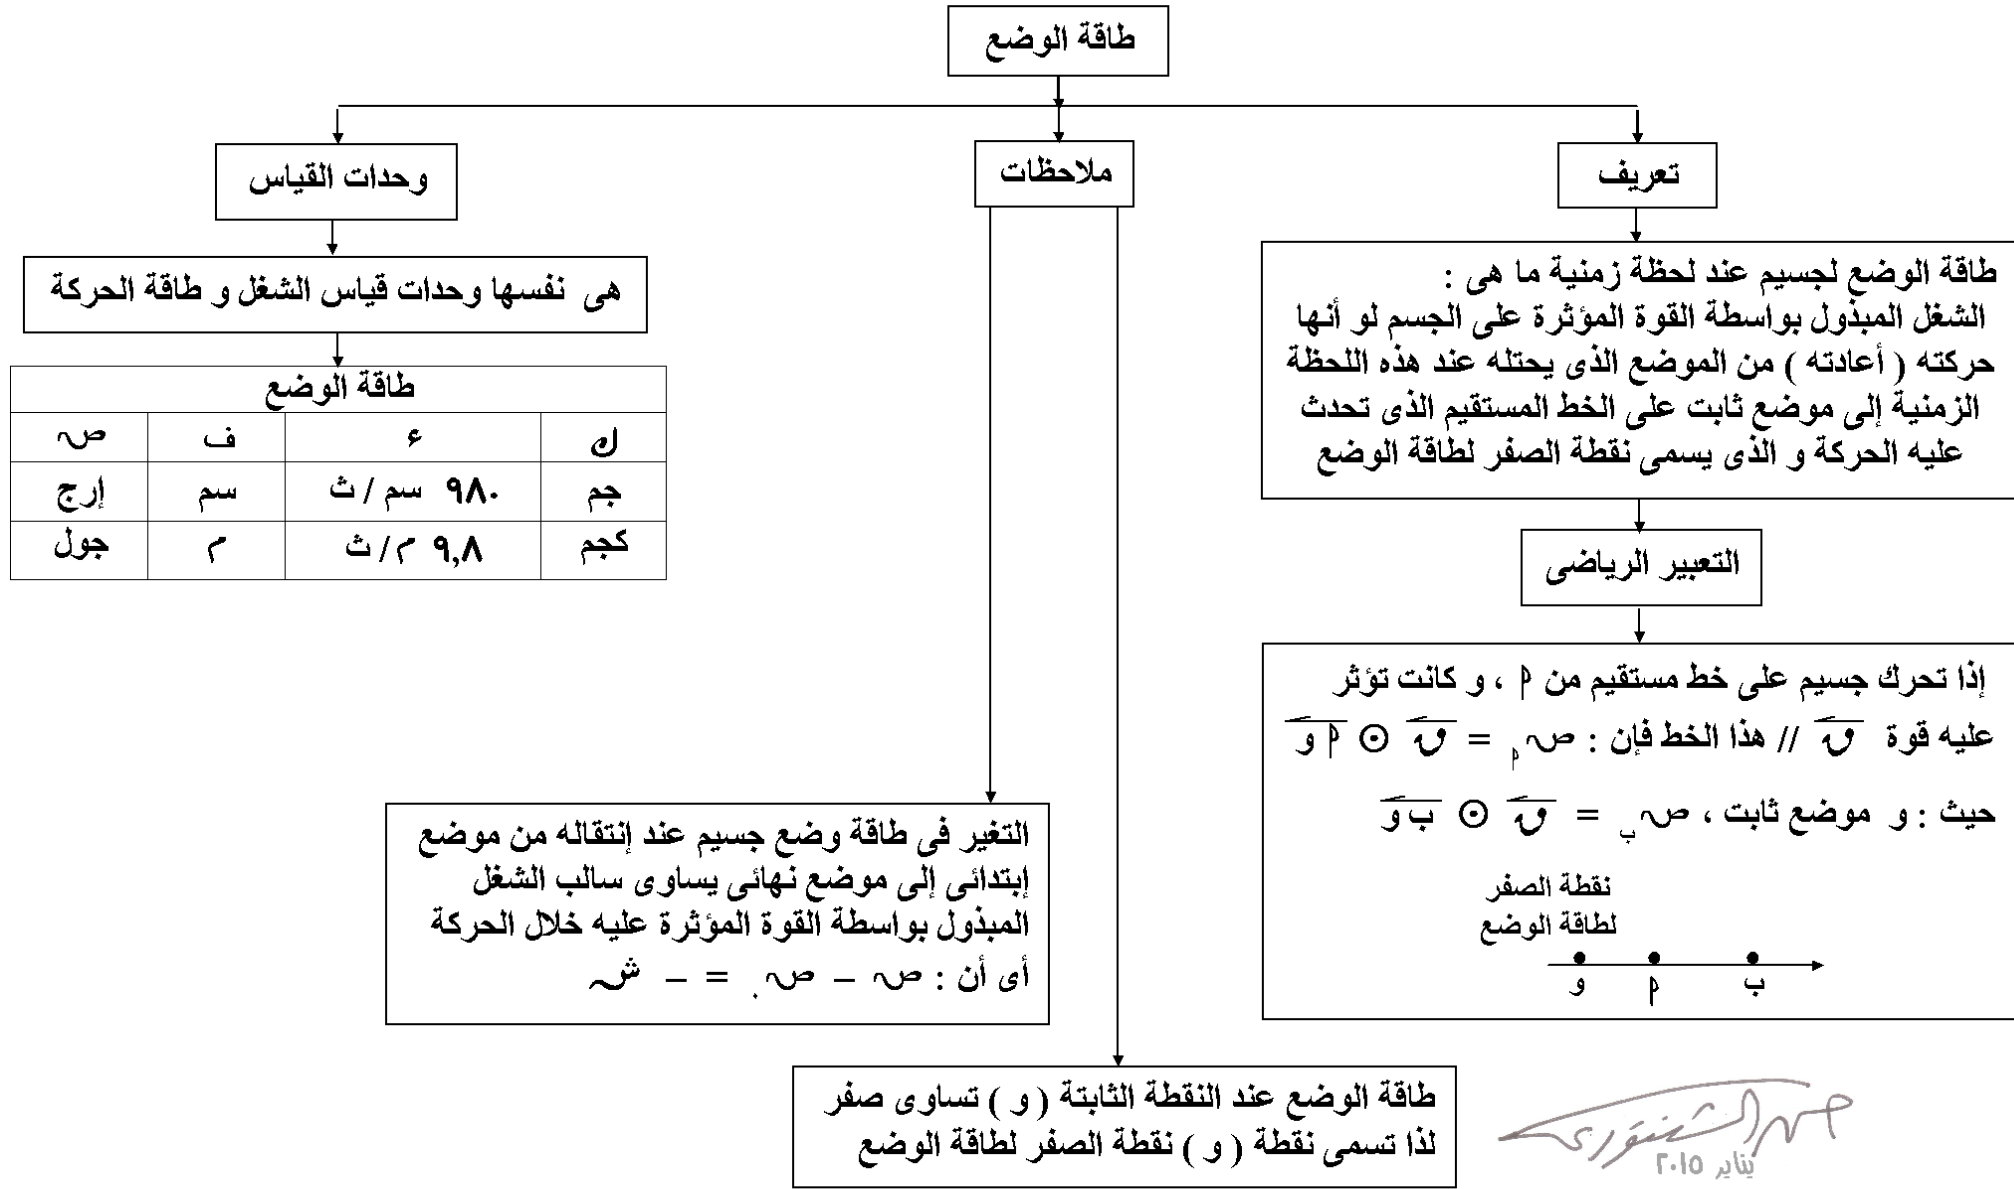 طاقة الوضع
تعريف
طاقة الوضع لجسيم عند لحظة زمنية ما هى :
الشغل المبذول بواسطة القوة المؤثرة على الجسم لو أنها
حركته ( أعادته ) من الموضع الذى يحتله عند هذه اللحظة
الزمنية إلى موضع ثابت على الخط المستقيم الذى تحدث
عليه الحركة و الذى يسمى نقطة الصفر لطاقة الوضع
التعبير الرياضى
إذا تحرك جسيم على خط مستقيم من ﺍ ، و كانت تؤثر
عليه قوة ق // هذا الخط فإن : ص ﺍ = ق ⊙ ﺍ و
حيث : و موضع ثابت ، ص ب = ق ⊙ ب و
نقطة الصفر
لطاقة الوضع
و ﺍ ب
ملاحظات
التغير فى طاقة وضع جسيم عند إنتقاله من موضع
إبتدائى إلى موضع نهائى يساوى سالب الشغل
المبذول بواسطة القوة المؤثرة عليه خلال الحركة
أى أن : ص – ص . = – ش
طاقة الوضع عند النقطة الثابتة ( و ) تساوى صفر
لذا تسمى نقطة ( و ) نقطة الصفر لطاقة الوضع
وحدات القياس
هى نفسها وحدات قياس الشغل و طاقة الحركة
طاقة الوضع
ك ء ف ص
جم ٩٨٠ سم / ث سم إرج
كجم ٩,٨ م / ث م جول
الشنتورى
يناير ٢٠١٥